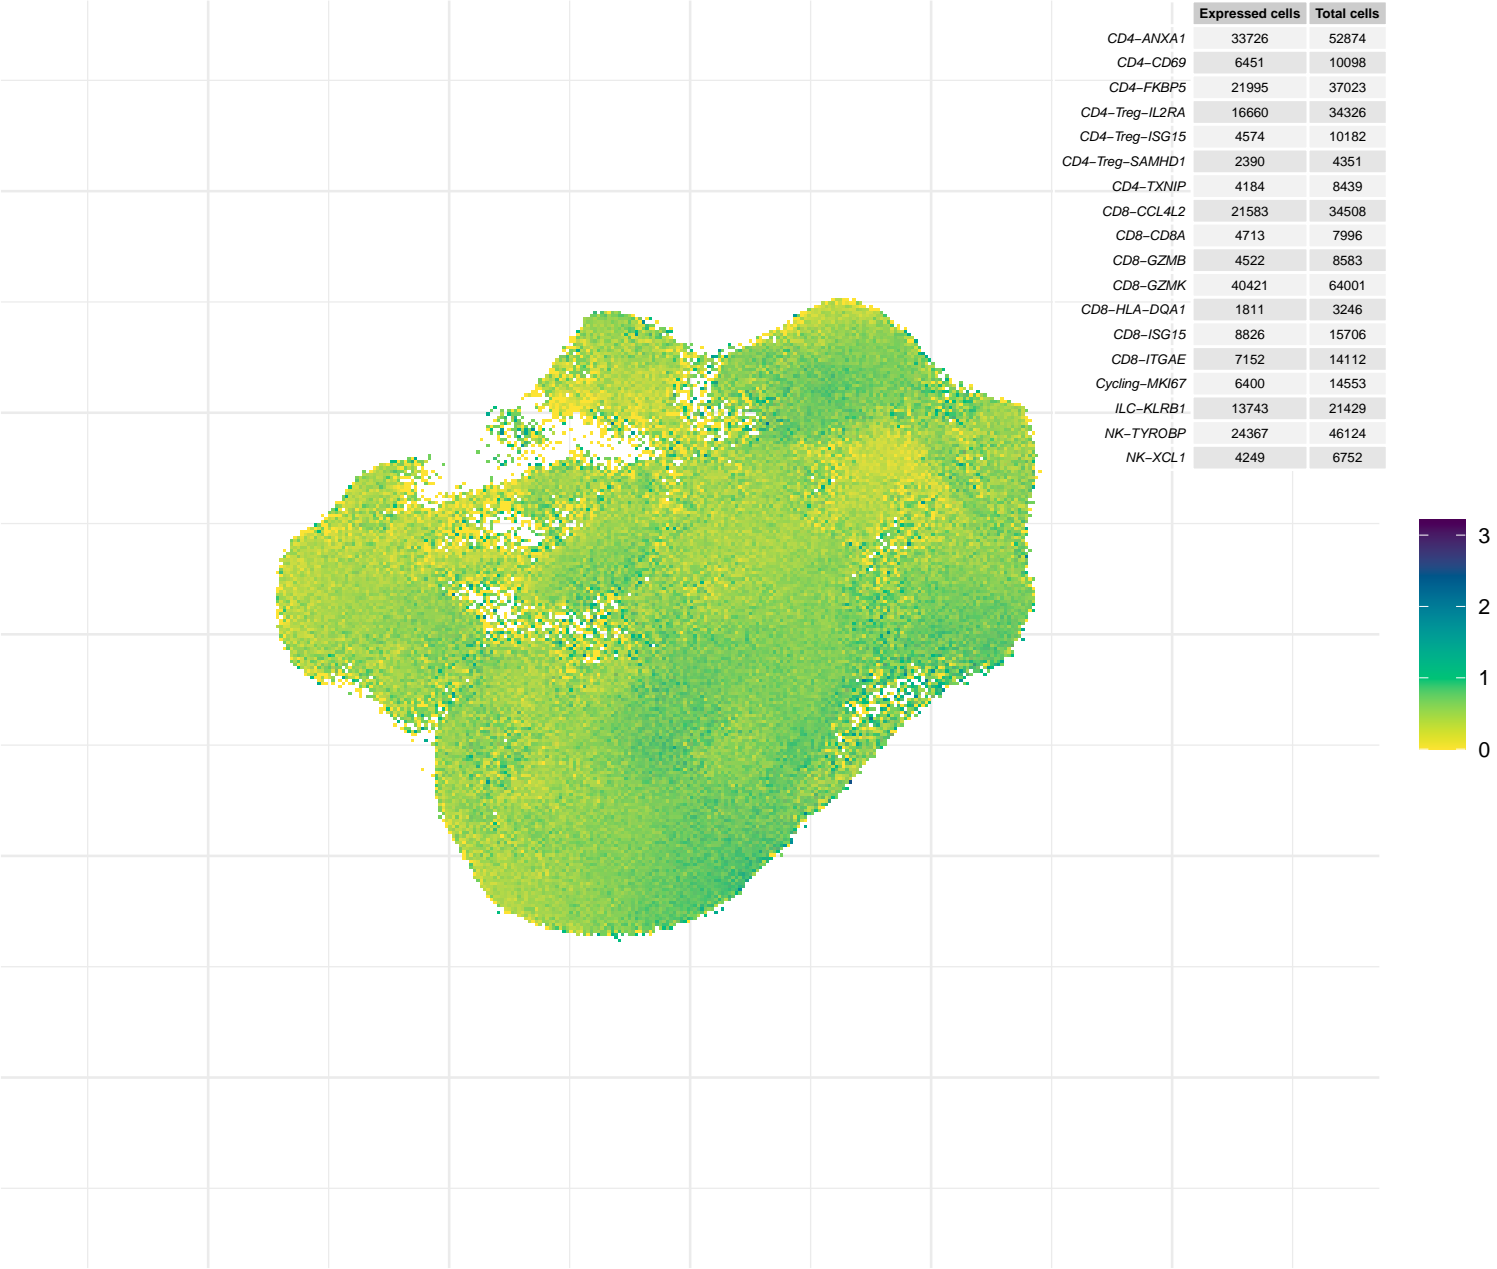 Expressed cells Total cells
CD4−ANXA1 33726 52874
CD4−CD69 6451 10098
CD4−FKBP5 21995 37023
CD4−Treg−IL2RA 16660 34326
CD4−Treg−ISG15 4574 10182
CD4−Treg−SAMHD1 2390 4351
CD4−TXNIP 4184 8439
CD8−CCL4L2 21583 34508
CD8−CD8A 4713 7996
CD8−GZMB 4522 8583
CD8−GZMK 40421 64001
CD8−HLA−DQA1 1811 3246
CD8−ISG15 8826 15706
CD8−ITGAE 7152 14112
Cycling−MKI67 6400 14553
ILC−KLRB1 13743 21429
NK−TYROBP 24367 46124
NK−XCL1 4249 6752
3
2
1
0